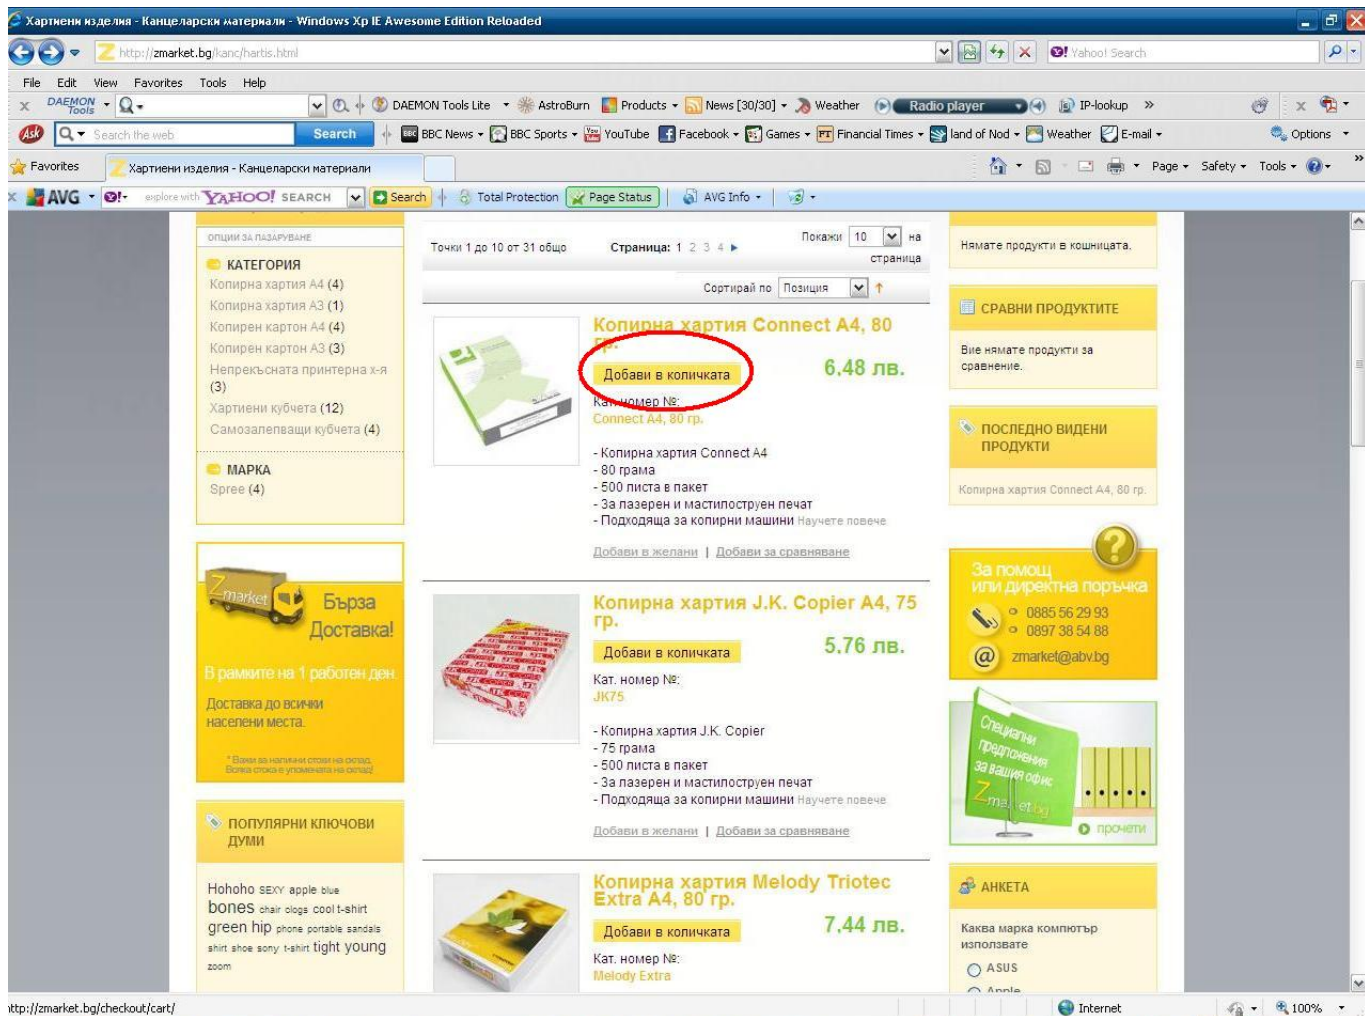 Хартиени изделия - Канцеларски материали - Windows Xp IE Awesome Edition Reloaded
http://zmarket.bg/kanc/hartis.html
Yahoo! Search
File Edit View Favorites Tools Help
DAEMON Tools
DAEMON Tools Lite
AstroBurn
Products
News [30/30]
Weather
Radio player
IP-lookup
Ask
Search the web
Search
BBC News
BBC Sports
YouTube
Facebook
Games
Financial Times
land of Nod
Weather
E-mail
Options
Favorites
Хартиени изделия - Канцеларски материали
Page
Safety
Tools
AVG
explore with YAHOO! SEARCH
Search
Total Protection
Page Status
AVG Info
ОПЦИИ ЗА ПАЗАРУВАНЕ
КАТЕГОРИЯ
Копирна хартия А4 (4)
Копирна хартия А3 (1)
Копирен картон А4 (4)
Копирен картон А3 (3)
Непрекъсната принтерна х-я
(3)
Хартиени кубчета (12)
Самозалепващи кубчета (4)
МАРКА
Spree (4)
Zmarket
Бърза
Доставка!
В рамките на 1 работен ден.
Доставка до всички
населени места.
ПОПУЛЯРНИ КЛЮЧОВИ
ДУМИ
Hohoho SEXY apple blue
bones chair clogs cool t-shirt
green hip phone portable sandals
shirt shoe sony t-shirt tight young
zoom
Точки 1 до 10 от 31 общо
Страница: 1 2 3 4
Покажи 10 на
страница
Сортирай по Позиция
Копирна хартия Connect A4, 80
гр.
Добави в количката
6,48 лв.
Кат. номер №:
Connect A4, 80 гр.
- Копирна хартия Connect A4
- 80 грама
- 500 листа в пакет
- За лазерен и мастилоструен печат
- Подходяща за копирни машини Научете повече
Добави в желани | Добави за сравняване
Копирна хартия J.K. Copier A4, 75
гр.
Добави в количката
5,76 лв.
Кат. номер №:
JK75
- Копирна хартия J.K. Copier
- 75 грама
- 500 листа в пакет
- За лазерен и мастилоструен печат
- Подходяща за копирни машини Научете повече
Добави в желани | Добави за сравняване
Копирна хартия Melody Triotec
Extra A4, 80 гр.
Добави в количката
7,44 лв.
Кат. номер №:
Melody Extra
Нямате продукти в кошницата.
СРАВНИ ПРОДУКТИТЕ
Вие нямате продукти за
сравнение.
ПОСЛЕДНО ВИДЕНИ
ПРОДУКТИ
Копирна хартия Connect A4, 80 гр.
За помощ
или директна поръчка
0885 56 29 93
0897 38 54 88
zmarket@abv.bg
Специални
предложения
за вашия офис
Zmarket.bg
прочети
АНКЕТА
Каква марка компютър
използвате
ASUS
Apple
http://zmarket.bg/checkout/cart/
Internet
100%